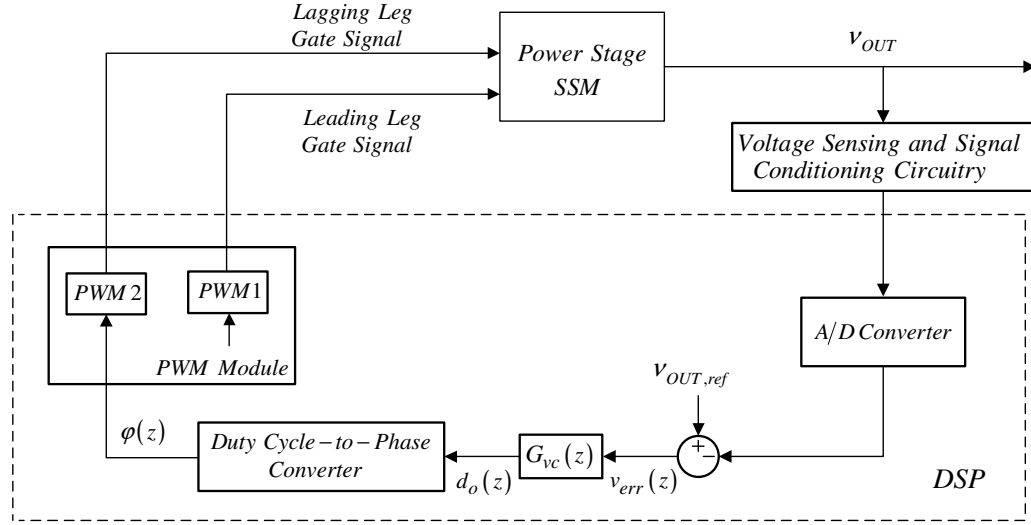 Lagging Leg
Gate Signal
Power Stage
SSM
v_OUT
Leading Leg
Gate Signal
Voltage Sensing and Signal
Conditioning Circuitry
PWM 2
PWM 1
PWM Module
A/D Converter
v_OUT,ref
+
−
φ(z)
Duty Cycle−to−Phase
Converter
d_o(z)
G_vc(z)
v_err(z)
DSP